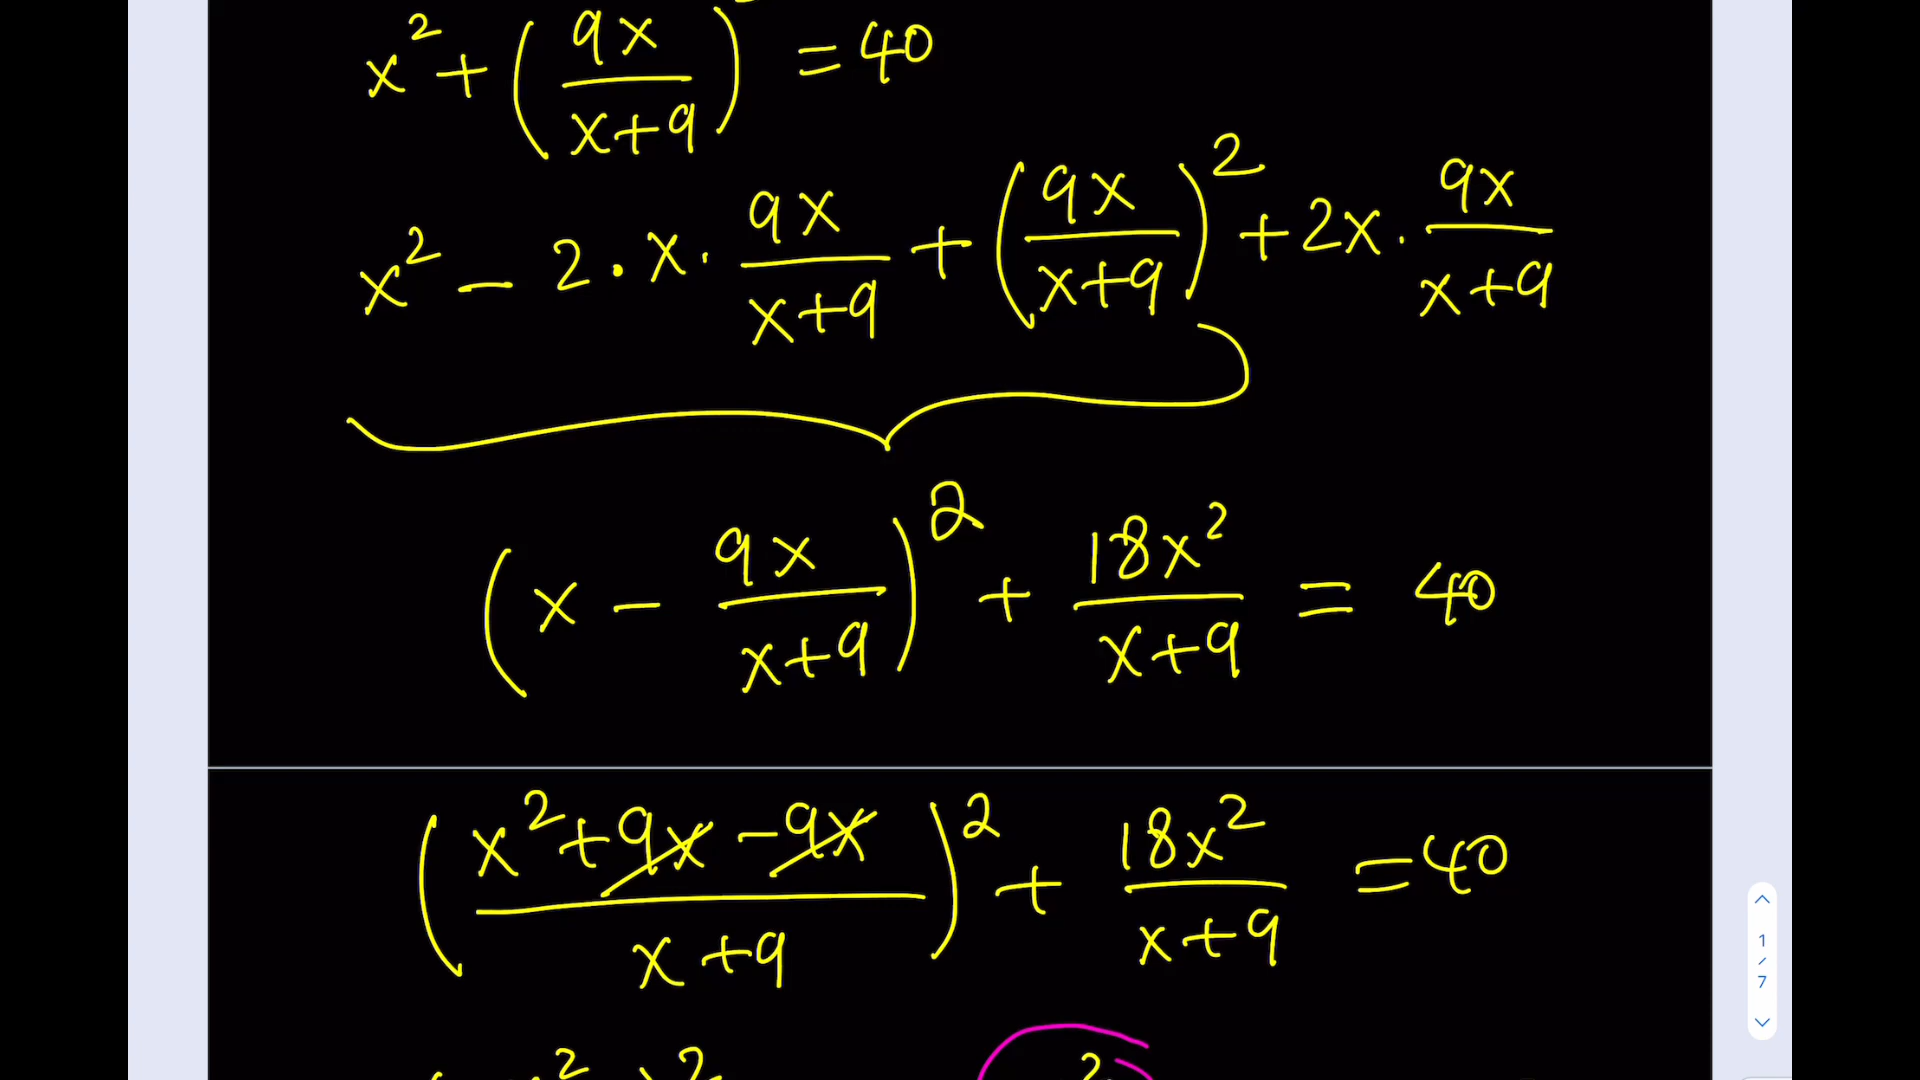 x² + (9x/(x+9))² = 40
x² - 2 · x · 9x/(x+9) + (9x/(x+9))² + 2x · 9x/(x+9)
(x - 9x/(x+9))² + 18x²/(x+9) = 40
((x² + 9x - 9x)/(x+9))² + 18x²/(x+9) = 40
1
/
7